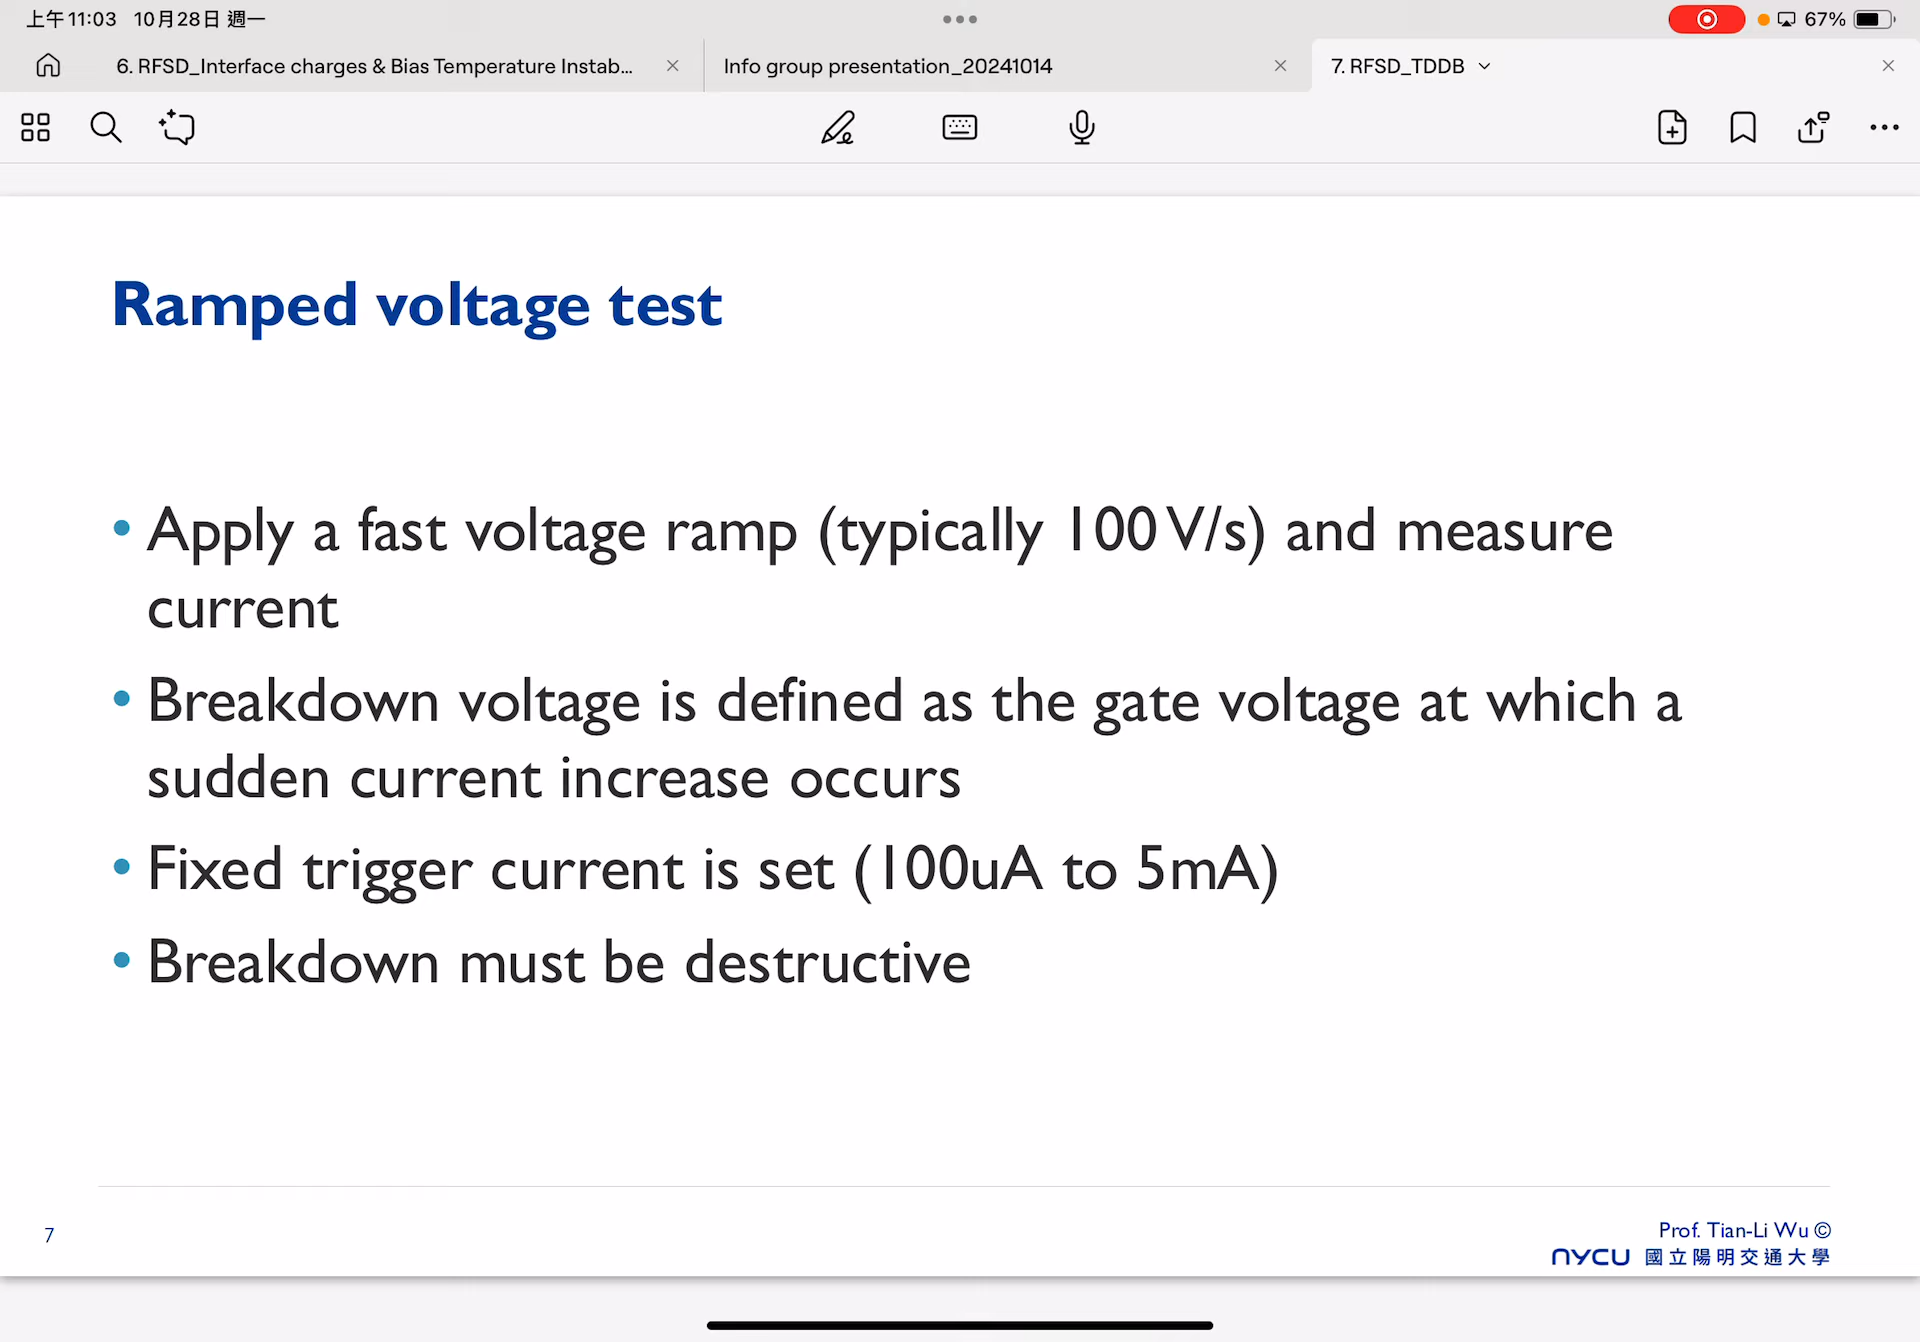 上午11:03 10月28日 週一
67%
6. RFSD_Interface charges & Bias Temperature Instab...
Info group presentation_20241014
7. RFSD_TDDB
Ramped voltage test
• Apply a fast voltage ramp (typically 100 V/s) and measure
current
• Breakdown voltage is defined as the gate voltage at which a
sudden current increase occurs
• Fixed trigger current is set (100uA to 5mA)
• Breakdown must be destructive
7
Prof. Tian-Li Wu ©
NYCU 國立陽明交通大學